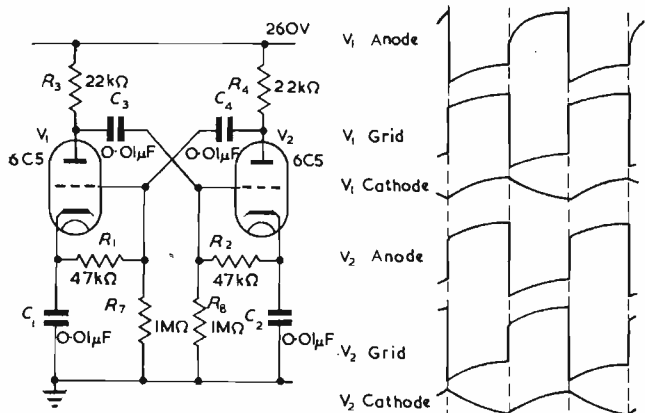 260V
R3
22kΩ
R4
22kΩ
C3
C4
V1
V2
6C5
0·01μF
0·01μF
6C5
R1
47kΩ
R2
47kΩ
C1
0·01μF
R7
1MΩ
R8
1MΩ
C2
0·01μF
V1 Anode
V1 Grid
V1 Cathode
V2 Anode
V2 Grid
V2 Cathode